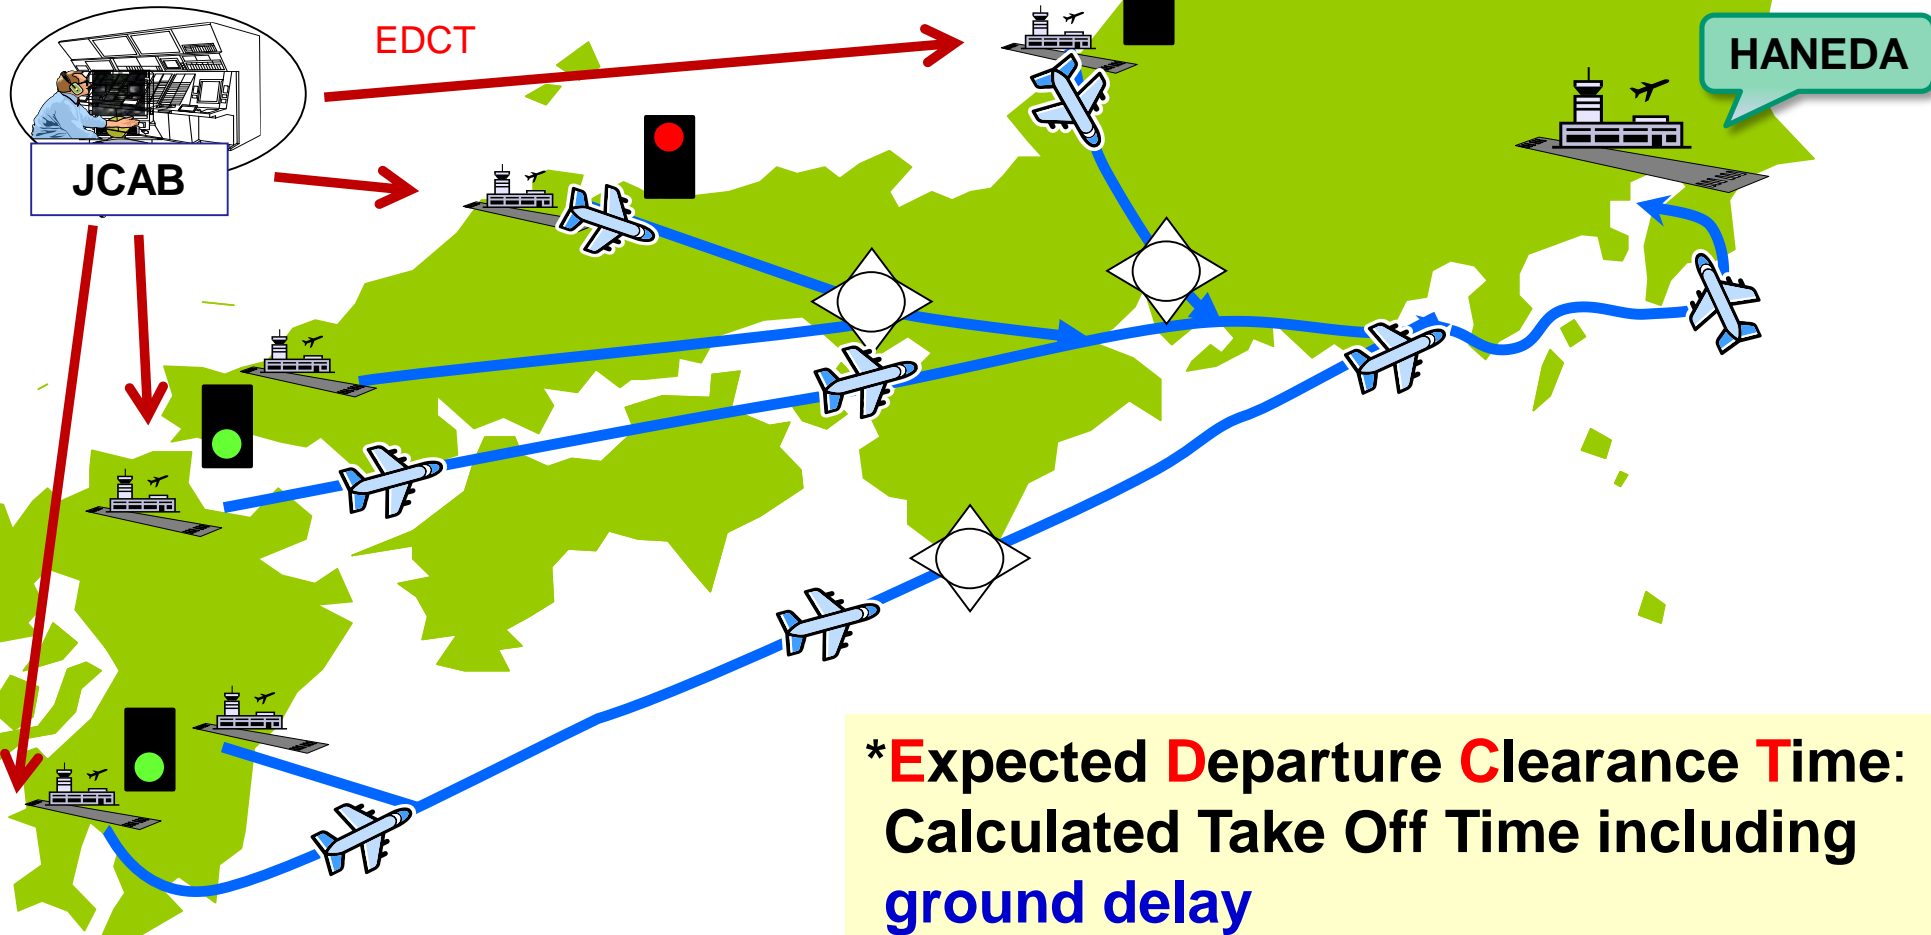 EDCT
HANEDA
JCAB
*Expected Departure Clearance Time:
Calculated Take Off Time including
ground delay